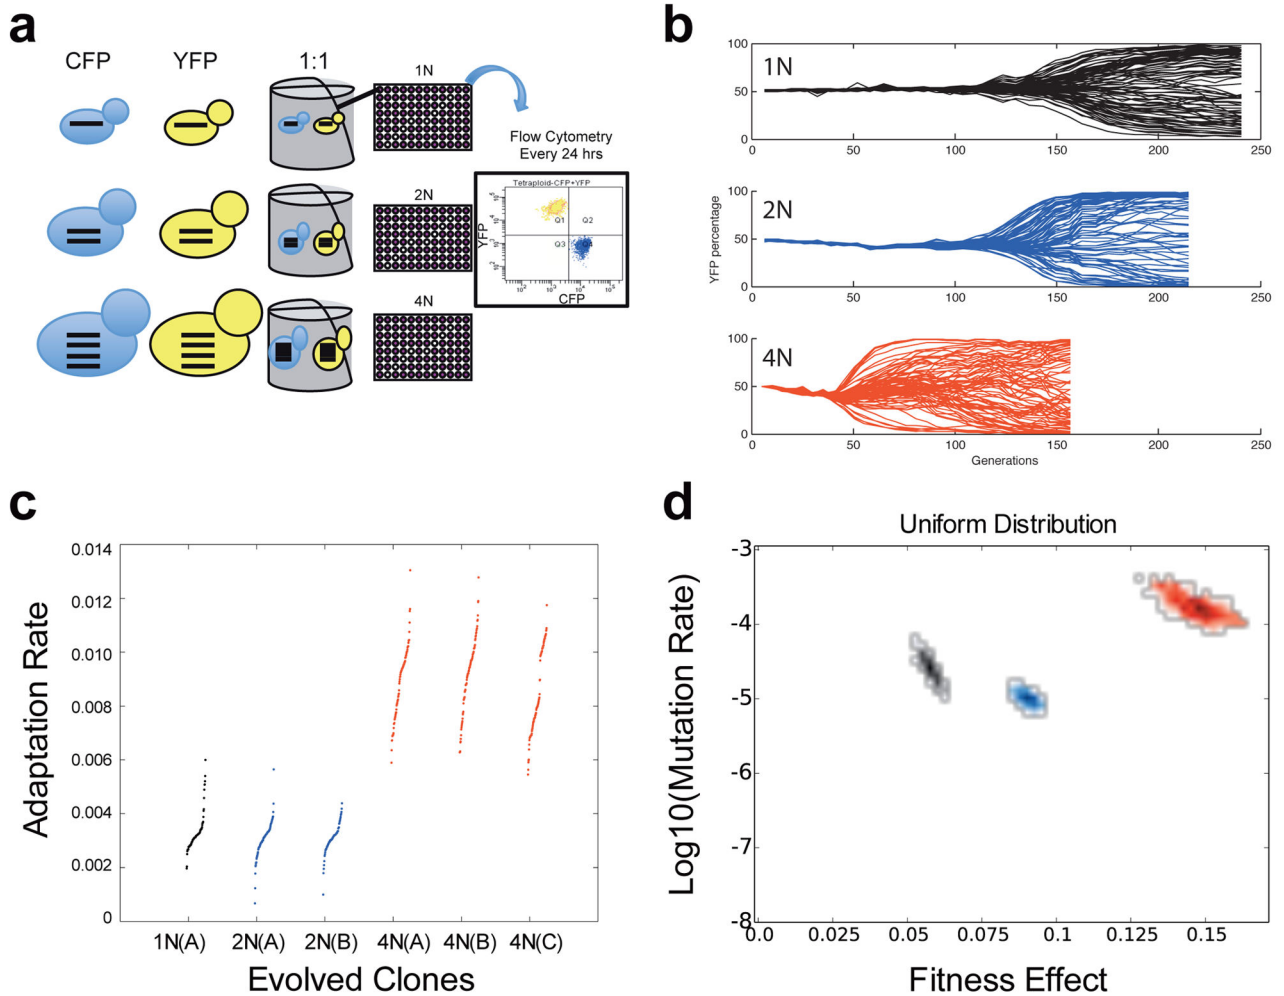 a
CFP
YFP
1:1
1N
Flow Cytometry
Every 24 hrs
2N
Tetraploid-CFP+YFP
Q1
Q2
Q3
YFP
CFP
4N
b
1N
100
50
0
50
100
150
200
250
2N
YFP percentage
100
50
0
50
100
150
200
250
4N
100
50
0
50
100
150
200
250
Generations
c
Adaptation Rate
0.014
0.012
0.010
0.008
0.006
0.004
0.002
0
1N(A)
2N(A)
2N(B)
4N(A)
4N(B)
4N(C)
Evolved Clones
d
Uniform Distribution
Log10(Mutation Rate)
-3
-4
-5
-6
-7
-8
0.0
0.025
0.05
0.075
0.1
0.125
0.15
Fitness Effect